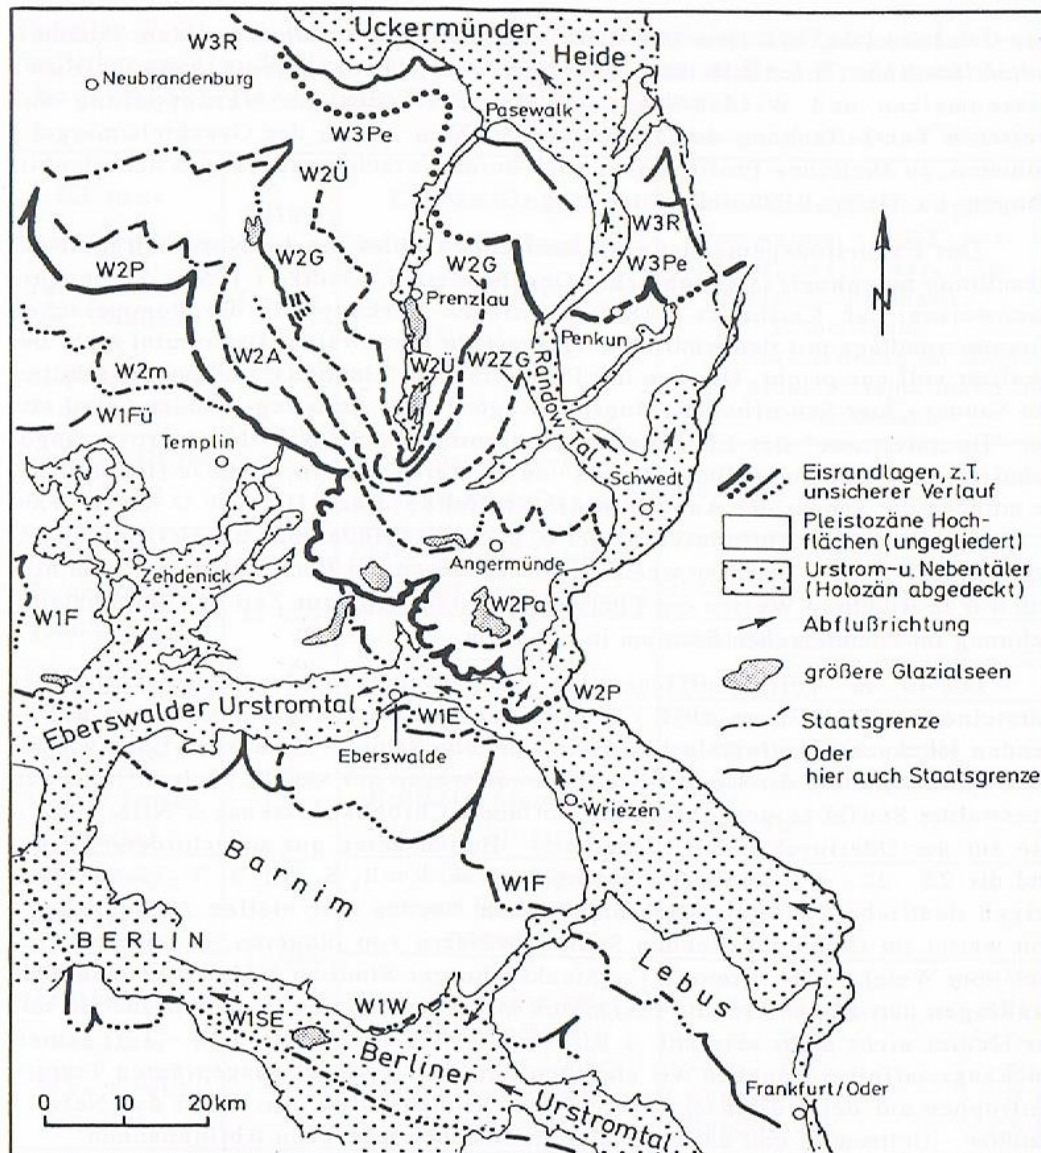 Uckermünder
Heide
W3R
Neubrandenburg
W3Pe
Pasewalk
W2Ü
W3R
W2P
W2G
W2G
W3Pe
Prenzlau
N
Penkun
W2A
W2Ü
W2ZG
Randow-
tal
W2m
W1Fü
Templin
Schwedt
Eisrandlagen, z.T.
unsicherer Verlauf
Pleistozäne Hoch-
flächen (ungegliedert)
Zehdenick
Angermünde
Urstrom-u. Nebentäler
(Holozän abgedeckt)
W1F
W2Pa
Abflußrichtung
größere Glazialseen
W2P
Eberswalder Urstromtal
W1E
Staatsgrenze
Eberswalde
Oder
hier auch Staatsgrenze
Wriezen
Barnim
W1F
BERLIN
Lebus
W1W
W1SE
Berliner
Urstromtal
Frankfurt/Oder
0 10 20km